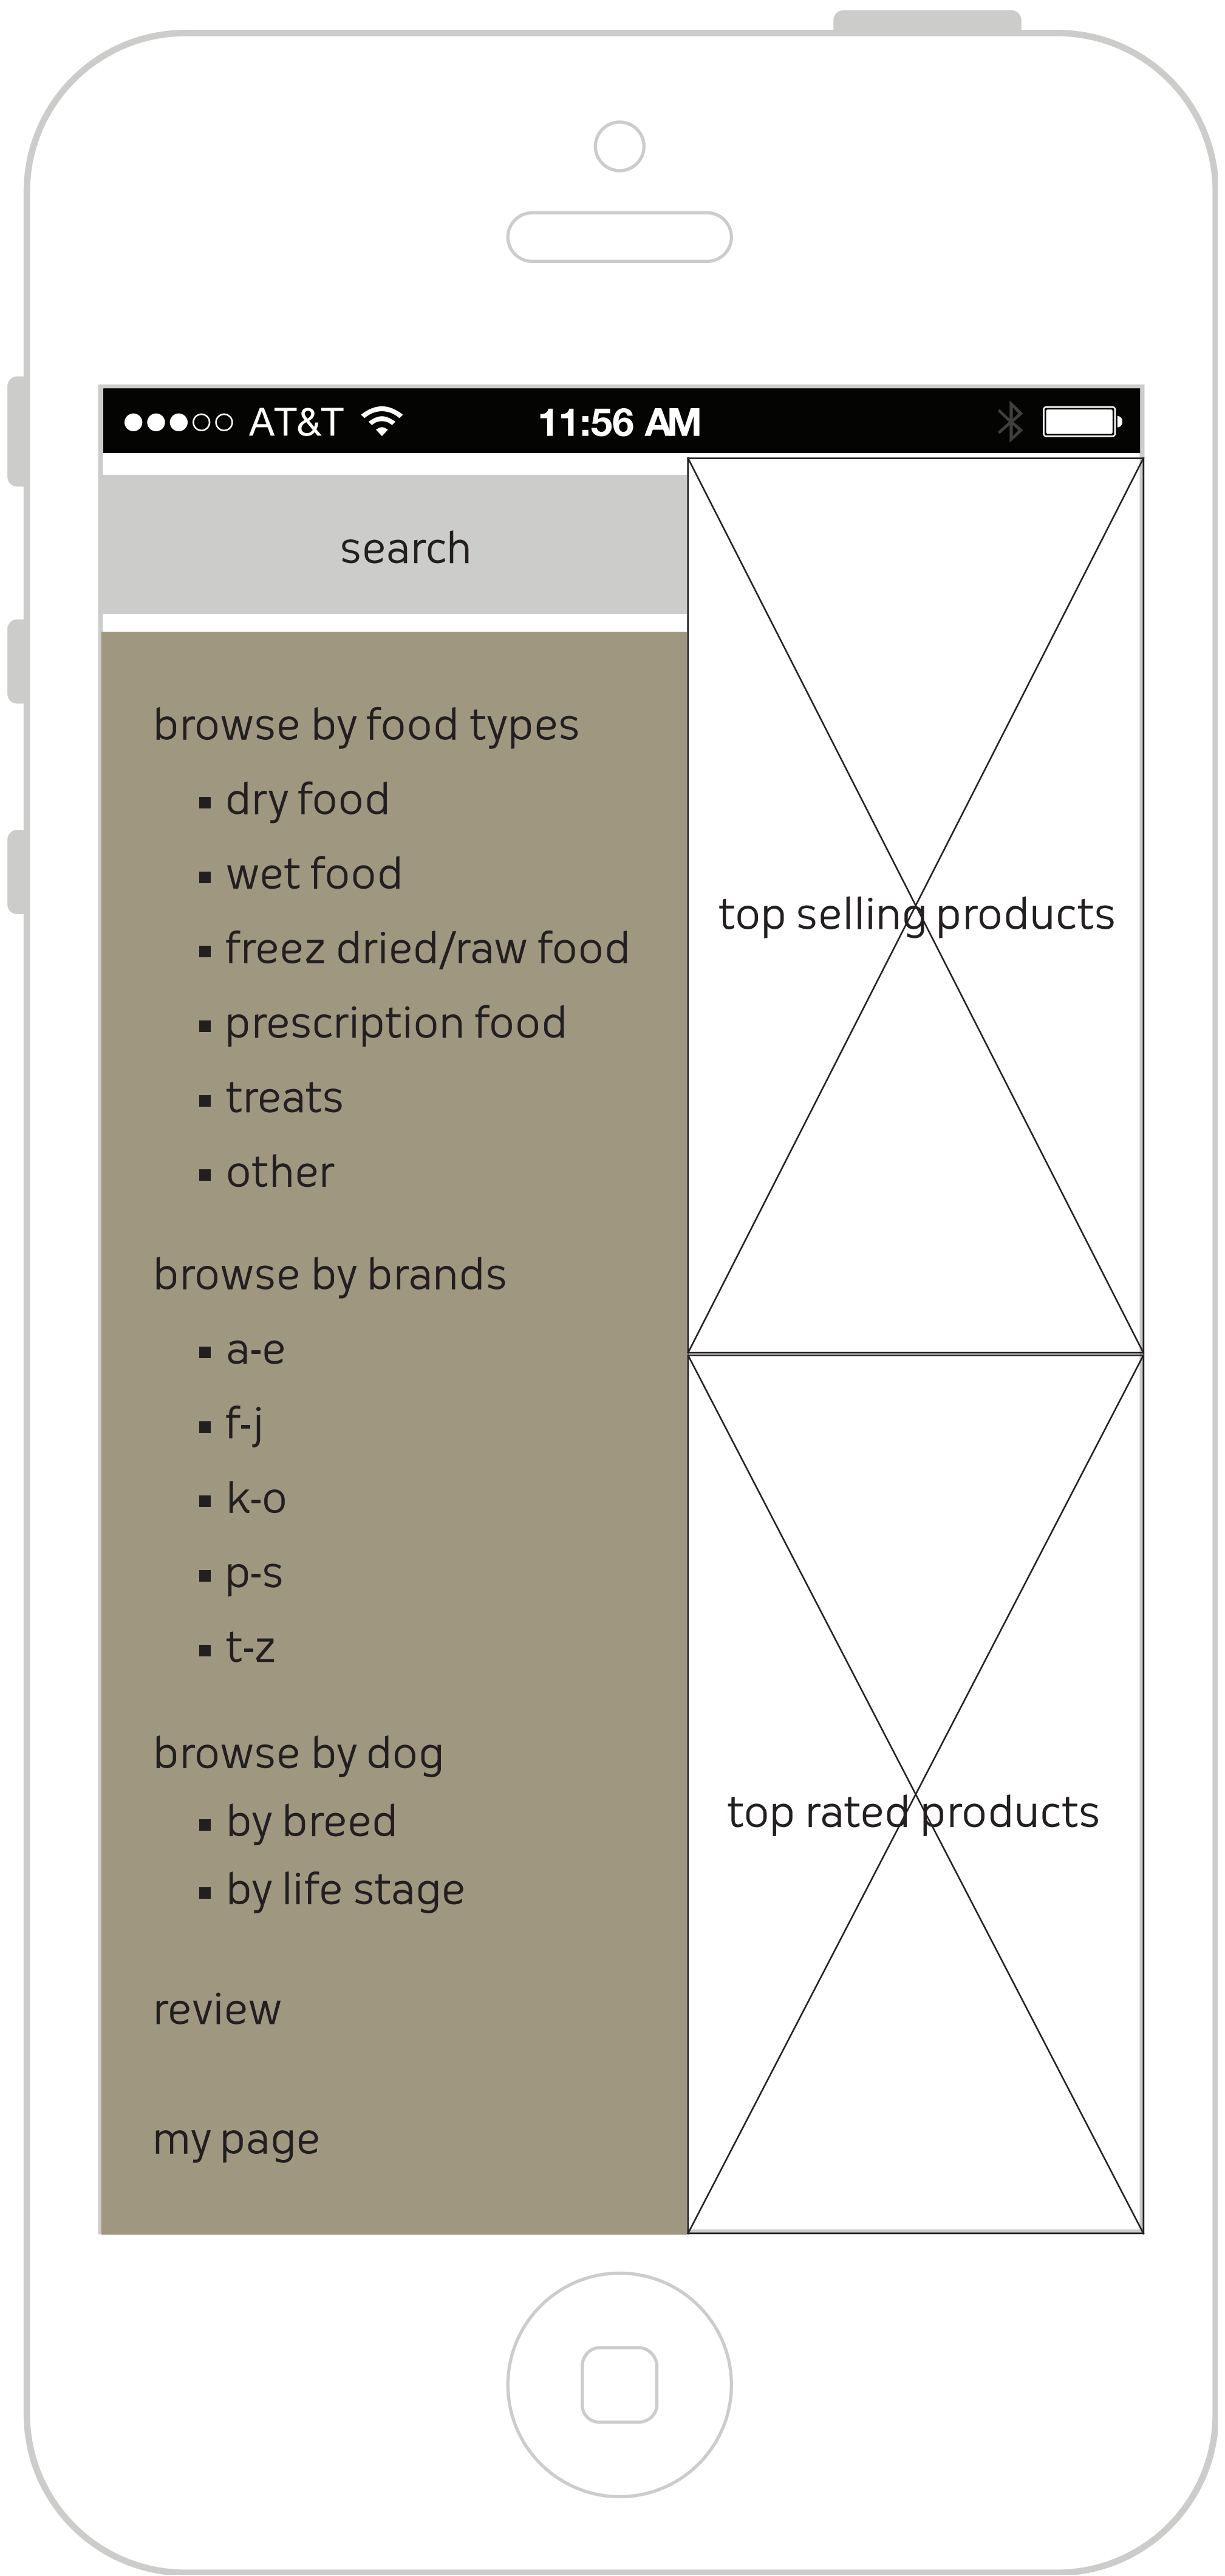 AT&T 11:56 AM
search
browse by food types
▪ dry food
▪ wet food
▪ freez dried/raw food
▪ prescription food
▪ treats
▪ other
browse by brands
▪ a-e
▪ f-j
▪ k-o
▪ p-s
▪ t-z
browse by dog
▪ by breed
▪ by life stage
review
my page
top selling products
top rated products